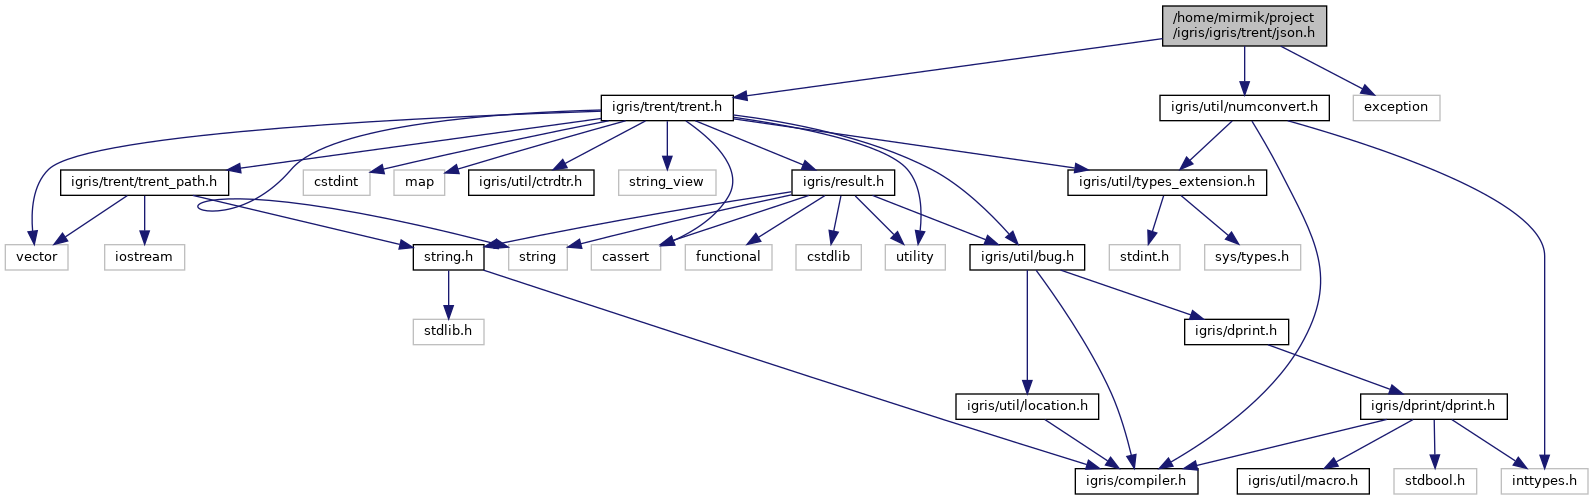 /home/mirmik/project
/igris/igris/trent/json.h
igris/trent/trent.h
igris/util/numconvert.h
exception
igris/trent/trent_path.h
cstdint
map
igris/util/ctrdtr.h
string_view
igris/result.h
igris/util/types_extension.h
vector
iostream
string.h
string
cassert
functional
cstdlib
utility
igris/util/bug.h
stdint.h
sys/types.h
stdlib.h
igris/dprint.h
igris/util/location.h
igris/dprint/dprint.h
igris/compiler.h
igris/util/macro.h
stdbool.h
inttypes.h